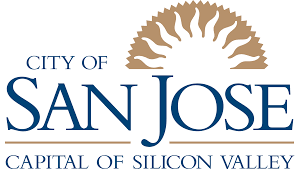 CITY OF
SAN JOSE
CAPITAL OF SILICON VALLEY